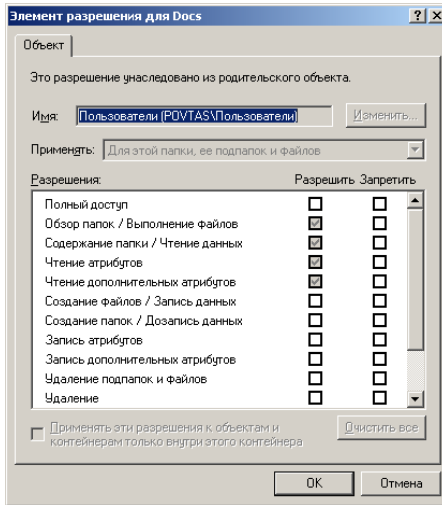 Элемент разрешения для Docs
Объект
Это разрешение унаследовано из родительского объекта.
Имя: Пользователи (POVTAS\Пользователи) Изменить...
Применять: Для этой папки, ее подпапок и файлов
Разрешения: Разрешить Запретить
Полный доступ
Обзор папок / Выполнение файлов
Содержание папки / Чтение данных
Чтение атрибутов
Чтение дополнительных атрибутов
Создание файлов / Запись данных
Создание папок / Дозапись данных
Запись атрибутов
Запись дополнительных атрибутов
Удаление подпапок и файлов
Удаление
Применять эти разрешения к объектам и Очистить все
контейнерам только внутри этого контейнера
OK Отмена